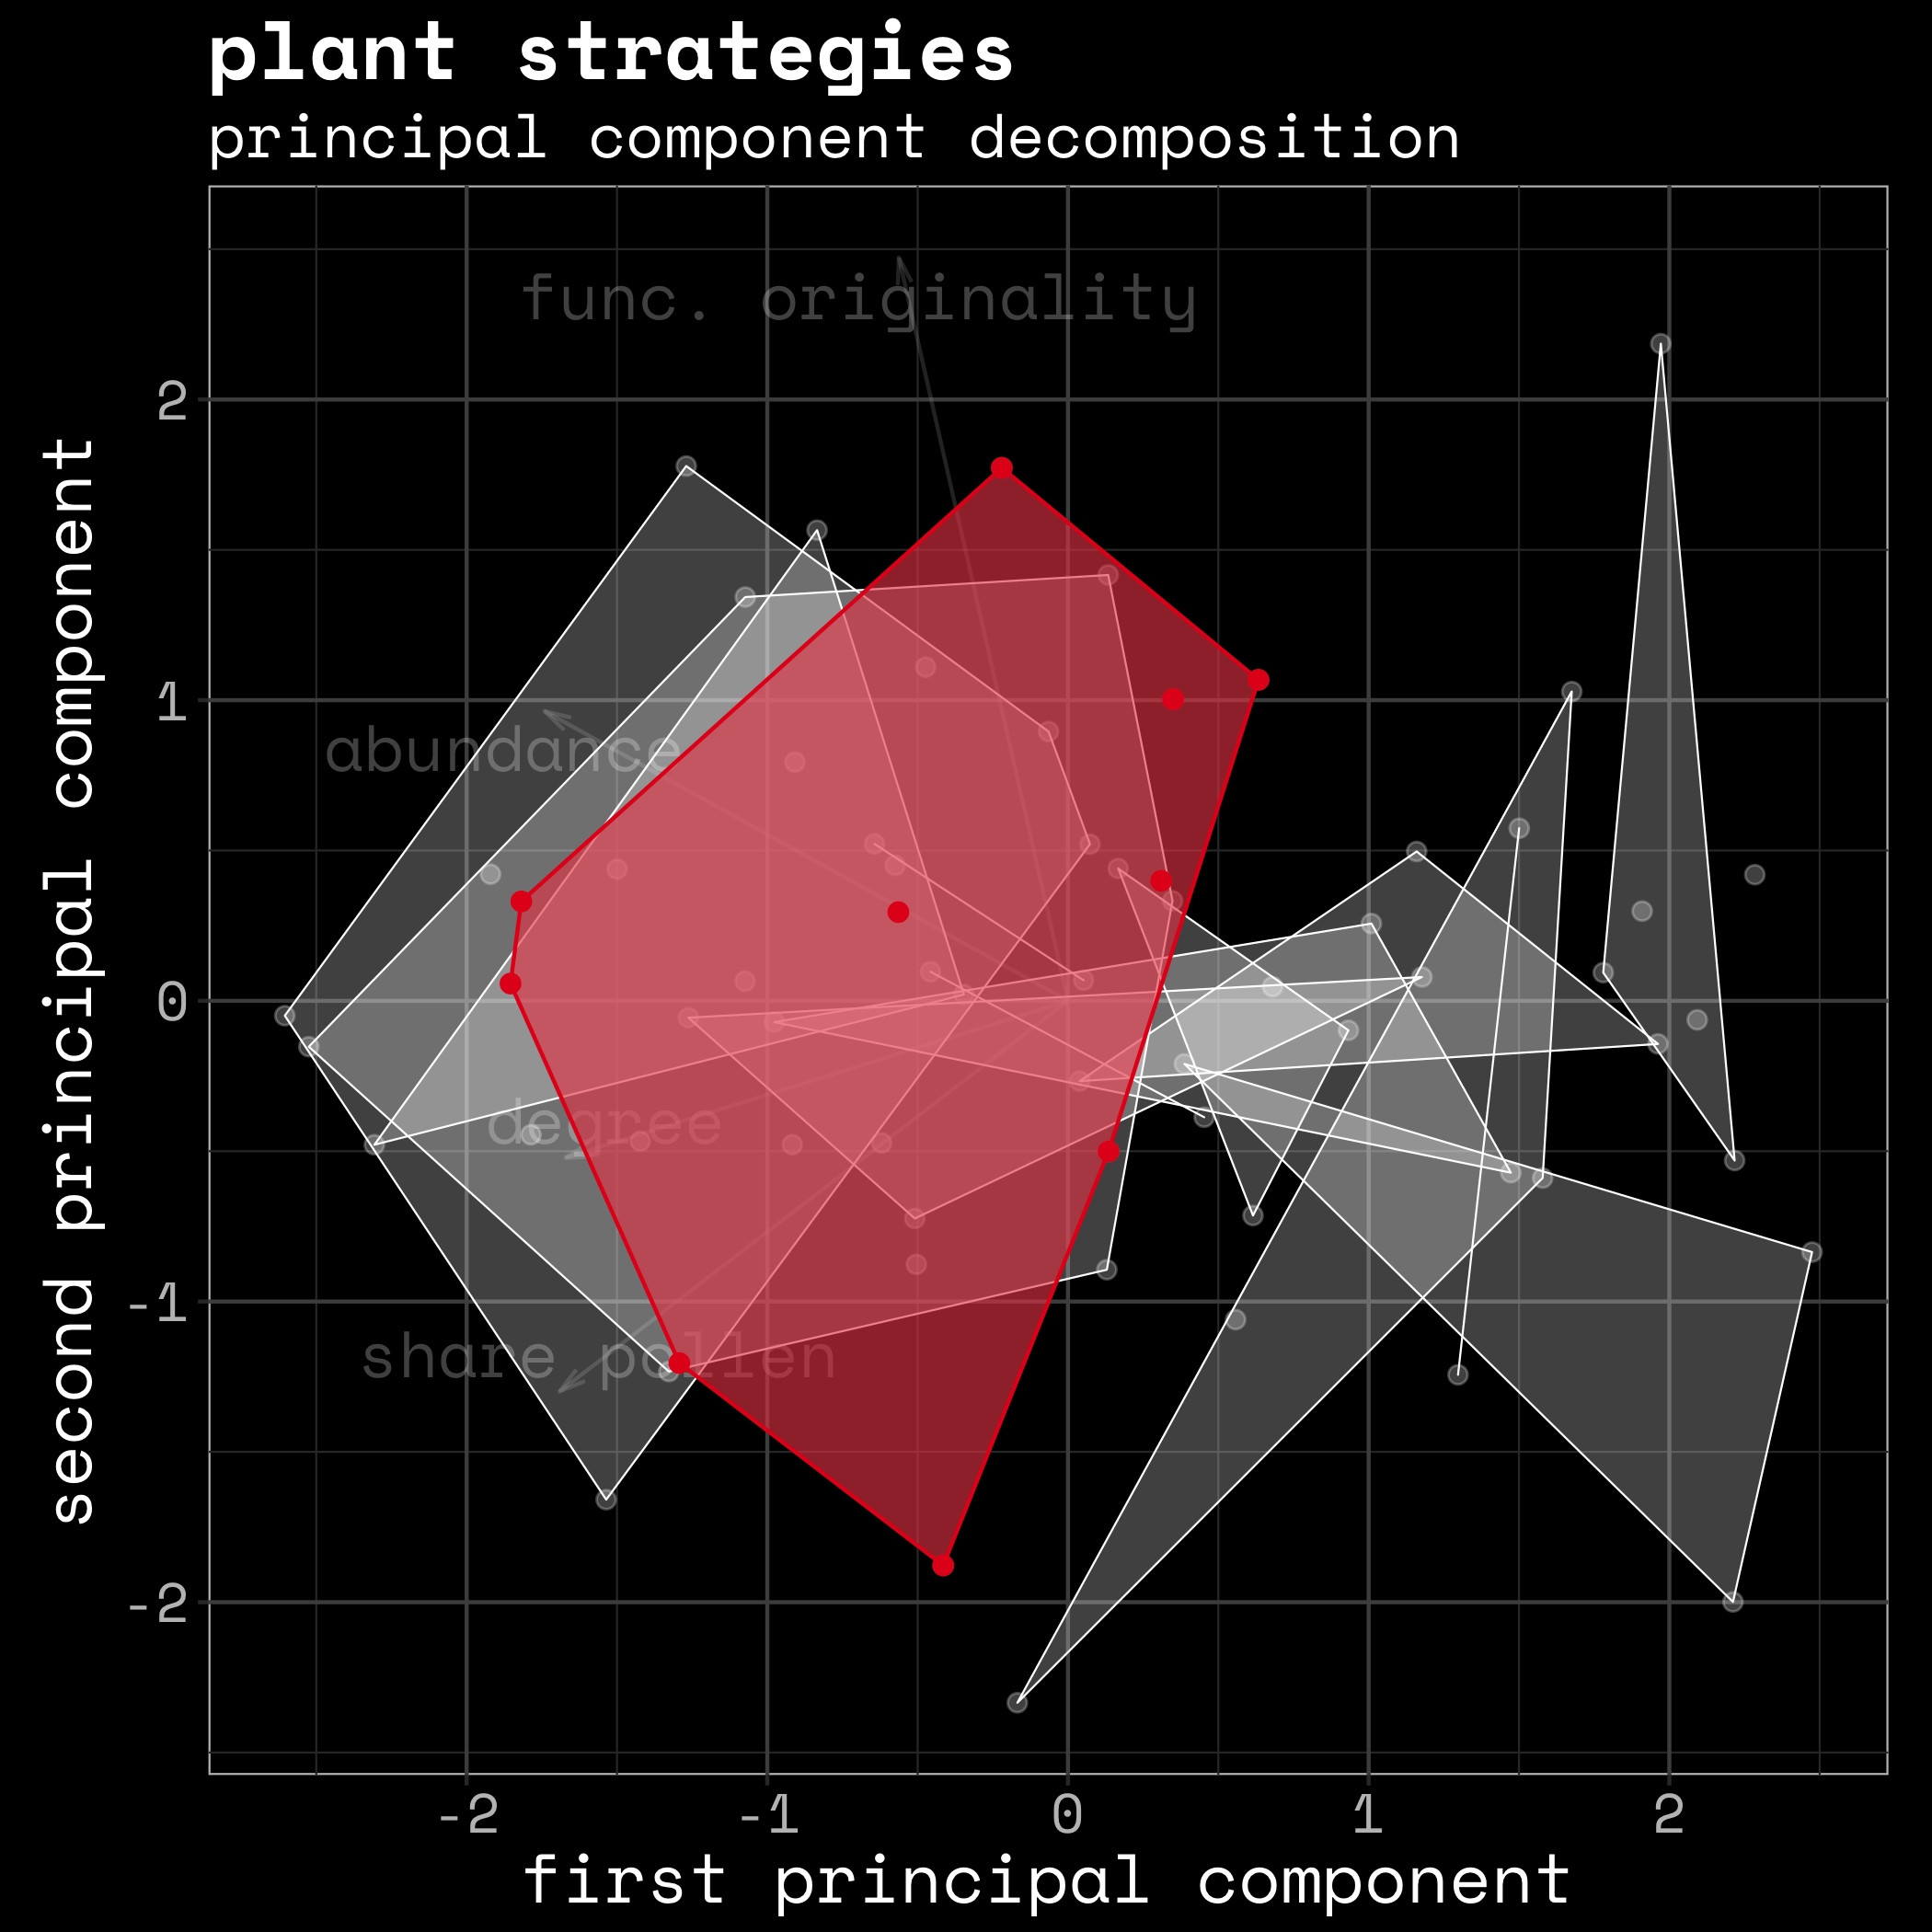 plant strategies
principal component decomposition
func. originality
abundance
degree
share pollen
second principal component
2
1
0
-1
-2
-2 -1 0 1 2
first principal component